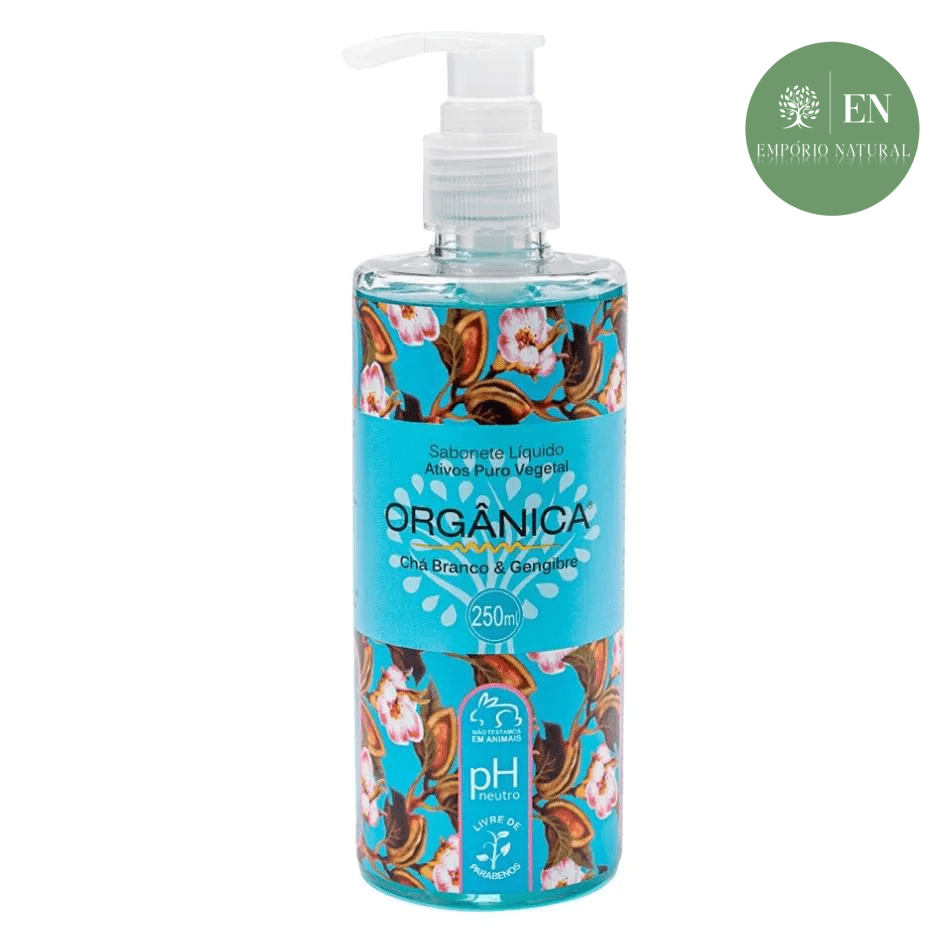 EN
EMPÓRIO NATURAL
Sabonete Líquido
Ativos Puro Vegetal
ORGÂNICA®
Chá Branco & Gengibre
250ml
NÃO TESTAMOS
EM ANIMAIS
pH
neutro
LIVRE DE
PARABENOS